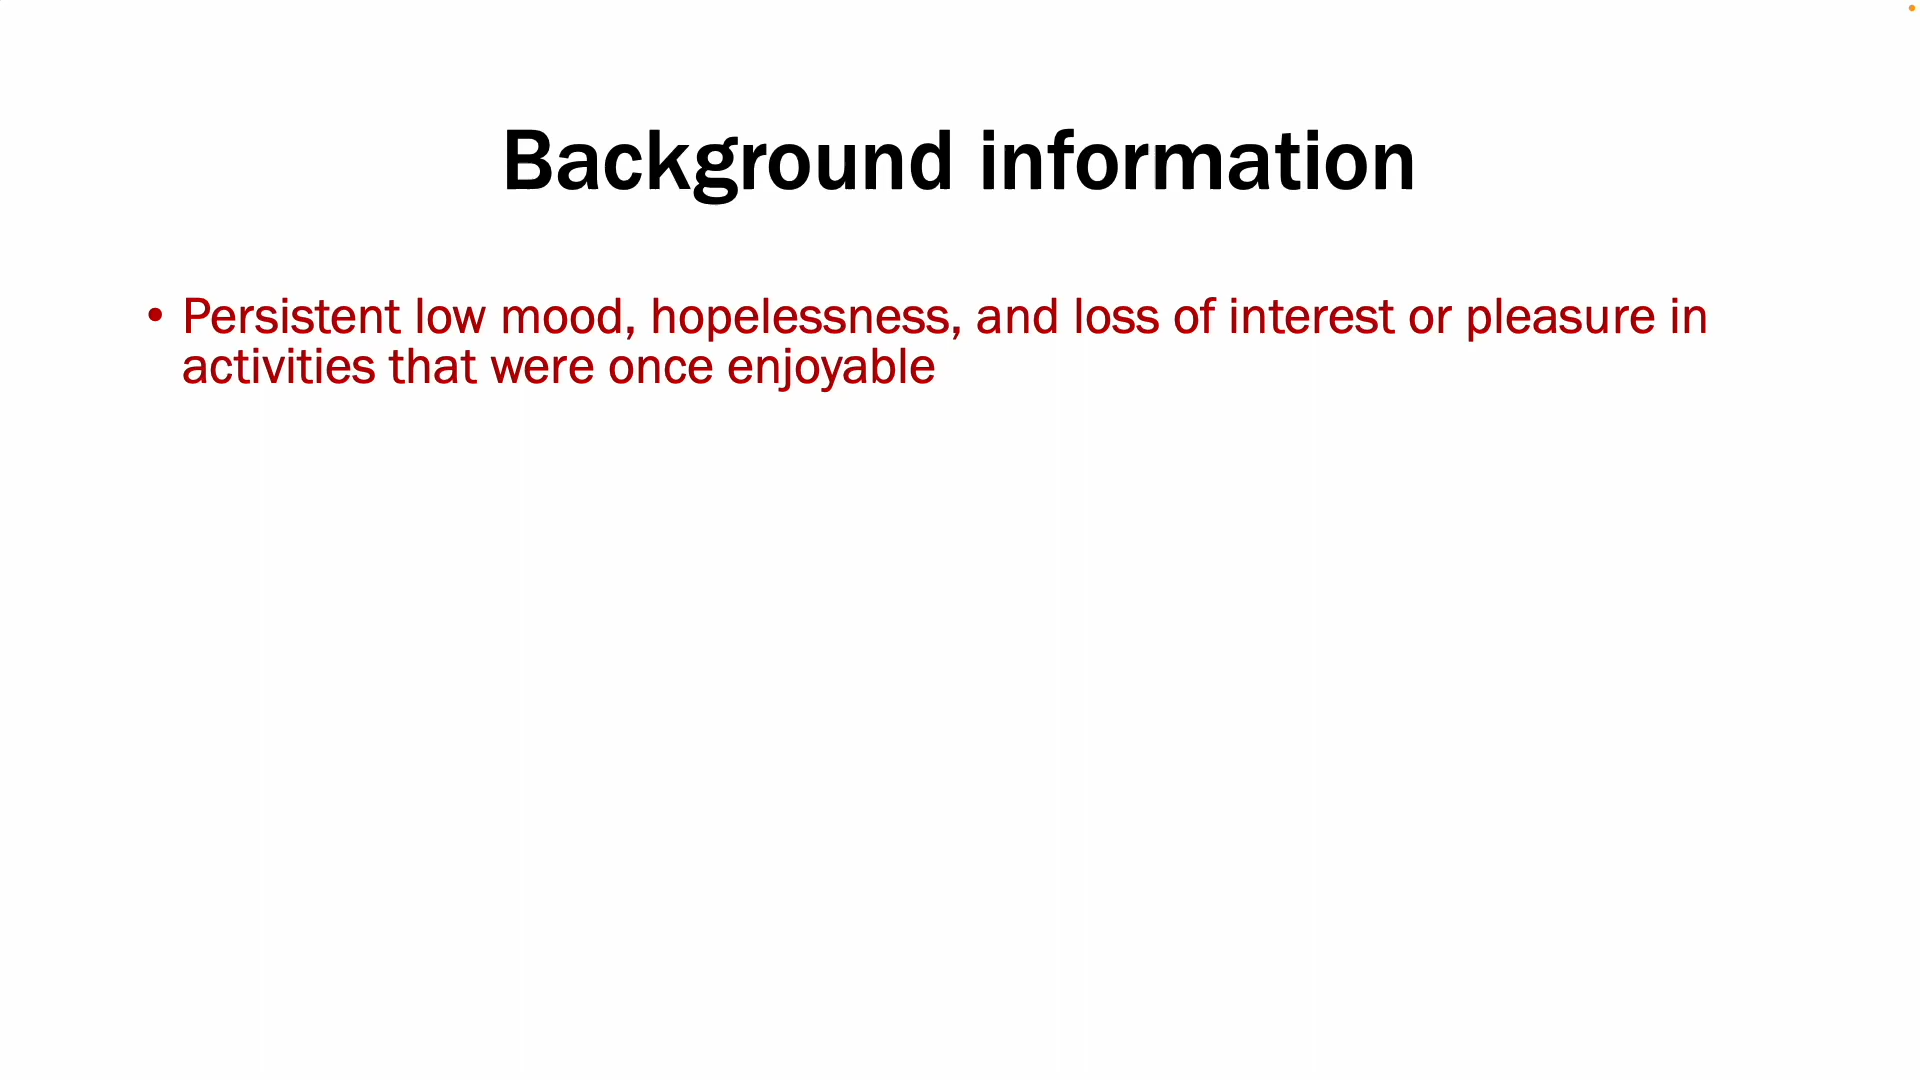 Background information
• Persistent low mood, hopelessness, and loss of interest or pleasure in
activities that were once enjoyable